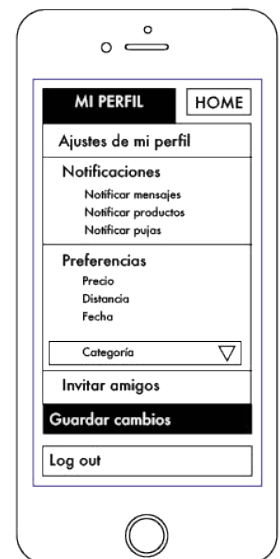 MI PERFIL
HOME
Ajustes de mi perfil
Notificaciones
Notificar mensajes
Notificar productos
Notificar pujas
Preferencias
Precio
Distancia
Fecha
Categoría
Invitar amigos
Guardar cambios
Log out